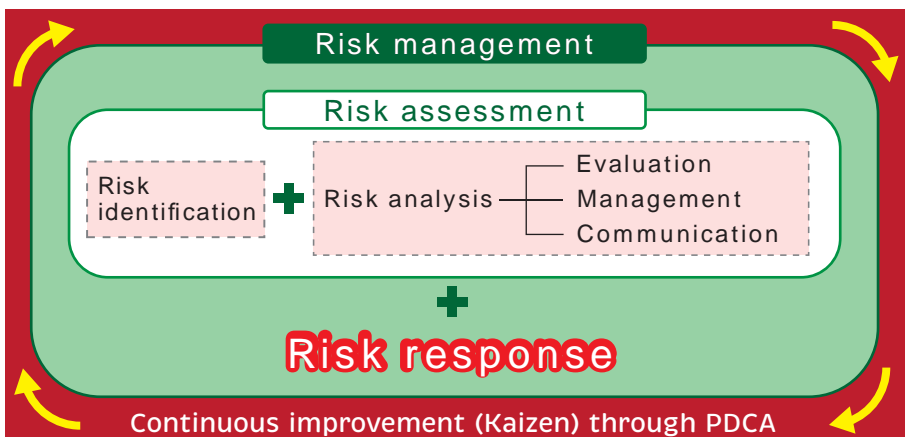 Risk management
Risk assessment
Risk
identification
Risk analysis
Evaluation
Management
Communication
Risk response
Continuous improvement (Kaizen) through PDCA